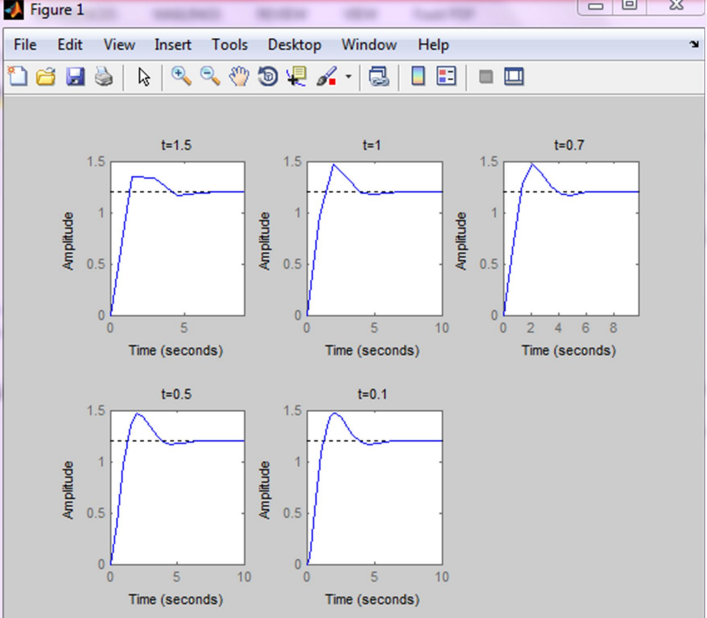 Figure 1
File Edit View Insert Tools Desktop Window Help
t=1.5
1.5
1
0.5
0
Amplitude
0 5
Time (seconds)
t=1
1.5
1
0.5
0
Amplitude
0 5 10
Time (seconds)
t=0.7
1.5
1
0.5
0
Amplitude
0 2 4 6 8
Time (seconds)
t=0.5
1.5
1
0.5
0
Amplitude
0 5 10
Time (seconds)
t=0.1
1.5
1
0.5
0
Amplitude
0 5 10
Time (seconds)